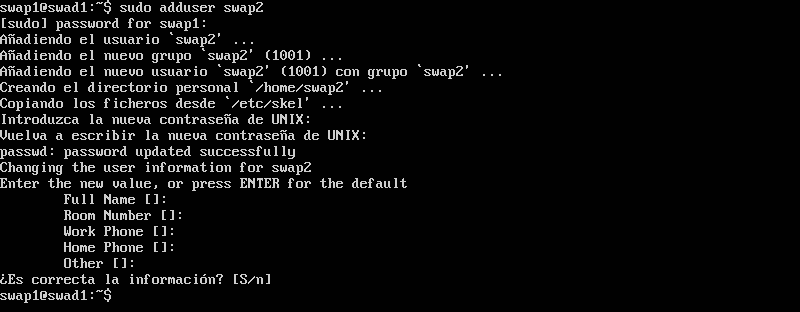 swap1@swad1:~$ sudo adduser swap2
[sudo] password for swap1:
Añadiendo el usuario `swap2' ...
Añadiendo el nuevo grupo `swap2' (1001) ...
Añadiendo el nuevo usuario `swap2' (1001) con grupo `swap2' ...
Creando el directorio personal `/home/swap2' ...
Copiando los ficheros desde `/etc/skel' ...
Introduzca la nueva contraseña de UNIX:
Vuelva a escribir la nueva contraseña de UNIX:
passwd: password updated successfully
Changing the user information for swap2
Enter the new value, or press ENTER for the default
Full Name []:
Room Number []:
Work Phone []:
Home Phone []:
Other []:
¿Es correcta la información? [S/n]
swap1@swad1:~$